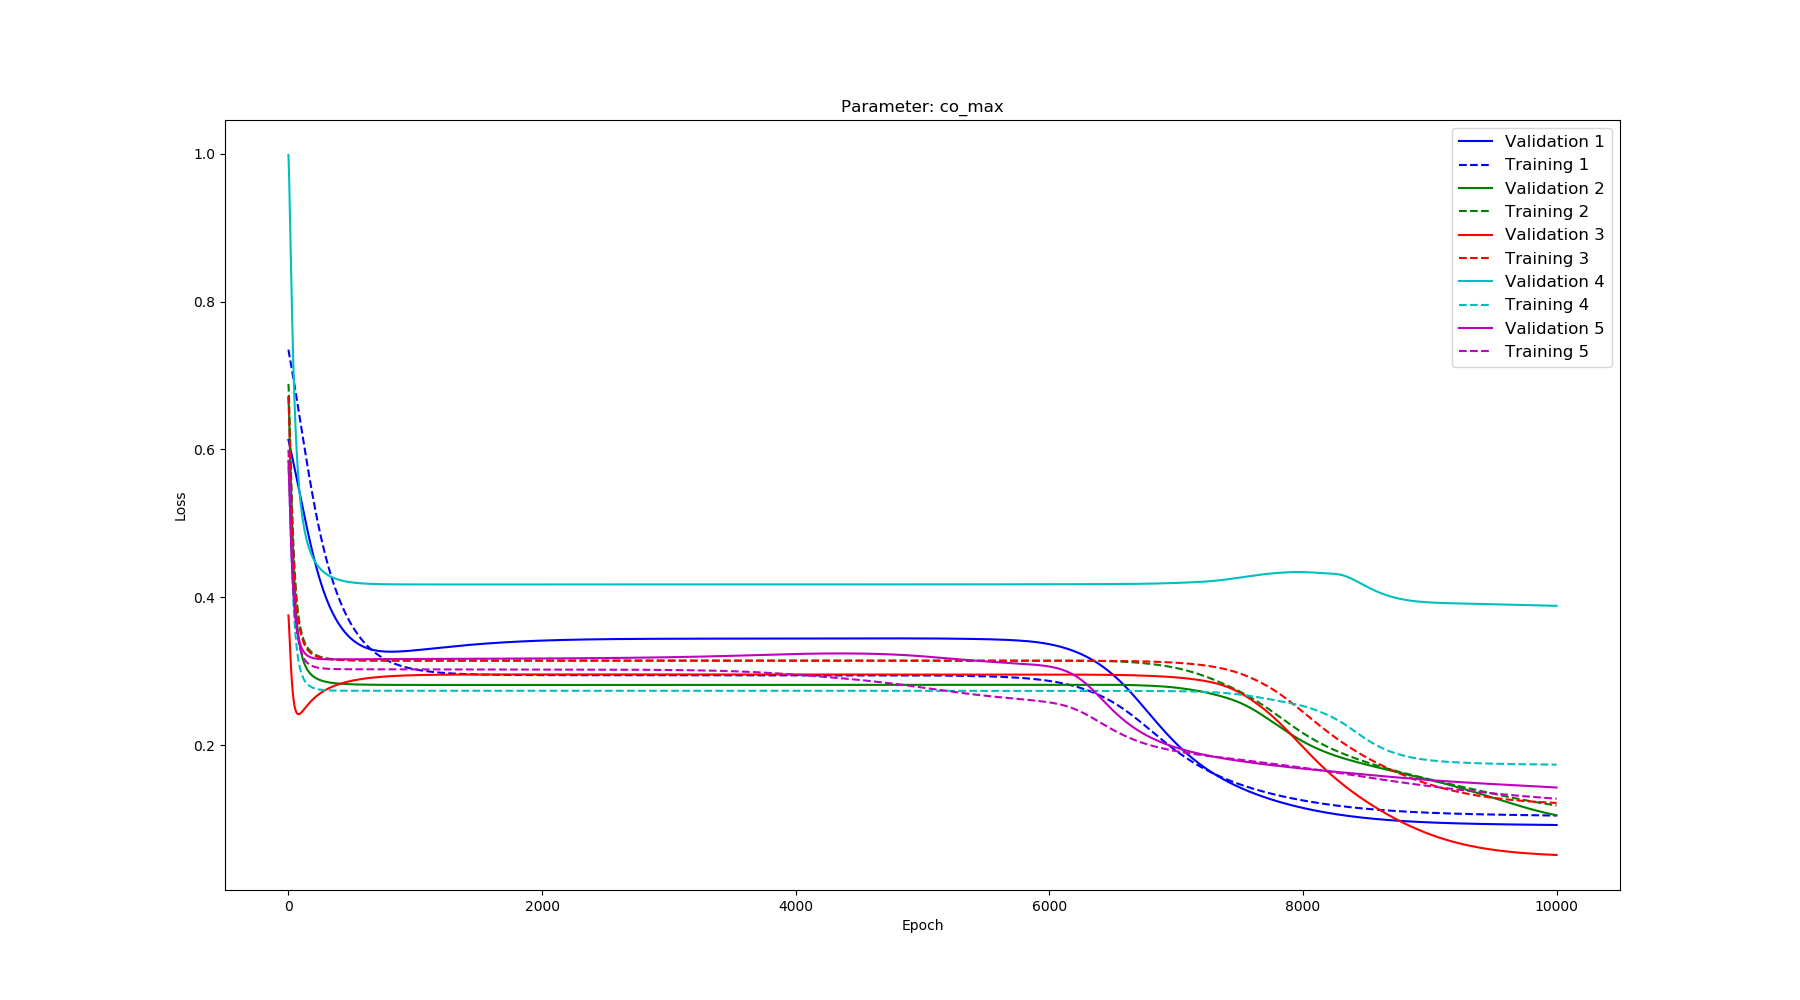 Parameter: co_max
1.0
0.8
0.6
0.4
0.2
Loss
0
2000
4000
6000
8000
10000
Epoch
Validation 1
Training 1
Validation 2
Training 2
Validation 3
Training 3
Validation 4
Training 4
Validation 5
Training 5